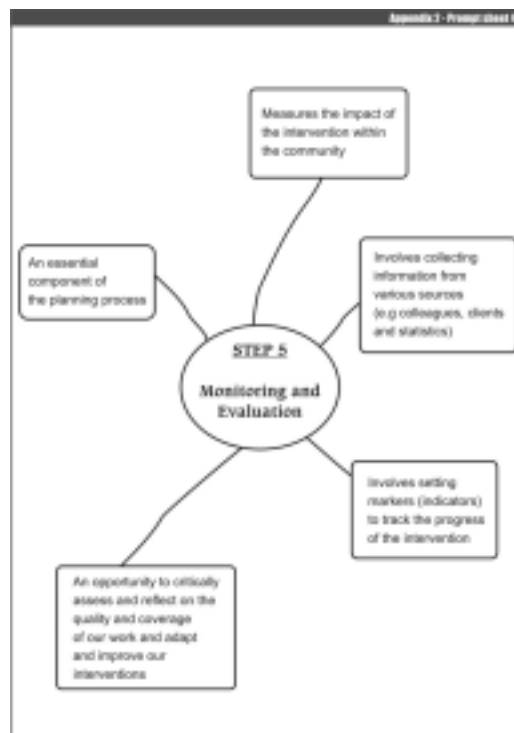 Appendix 2 - Prompt sheet
Measures the impact of
the intervention within
the community
An essential
component of
the planning process
Involves collecting
information from
various sources
(e.g colleagues, clients
and statistics)
STEP 5
Monitoring and
Evaluation
Involves setting
markers (indicators)
to track the progress
of the intervention
An opportunity to critically
assess and reflect on the
quality and coverage
of our work and adapt
and improve our
interventions